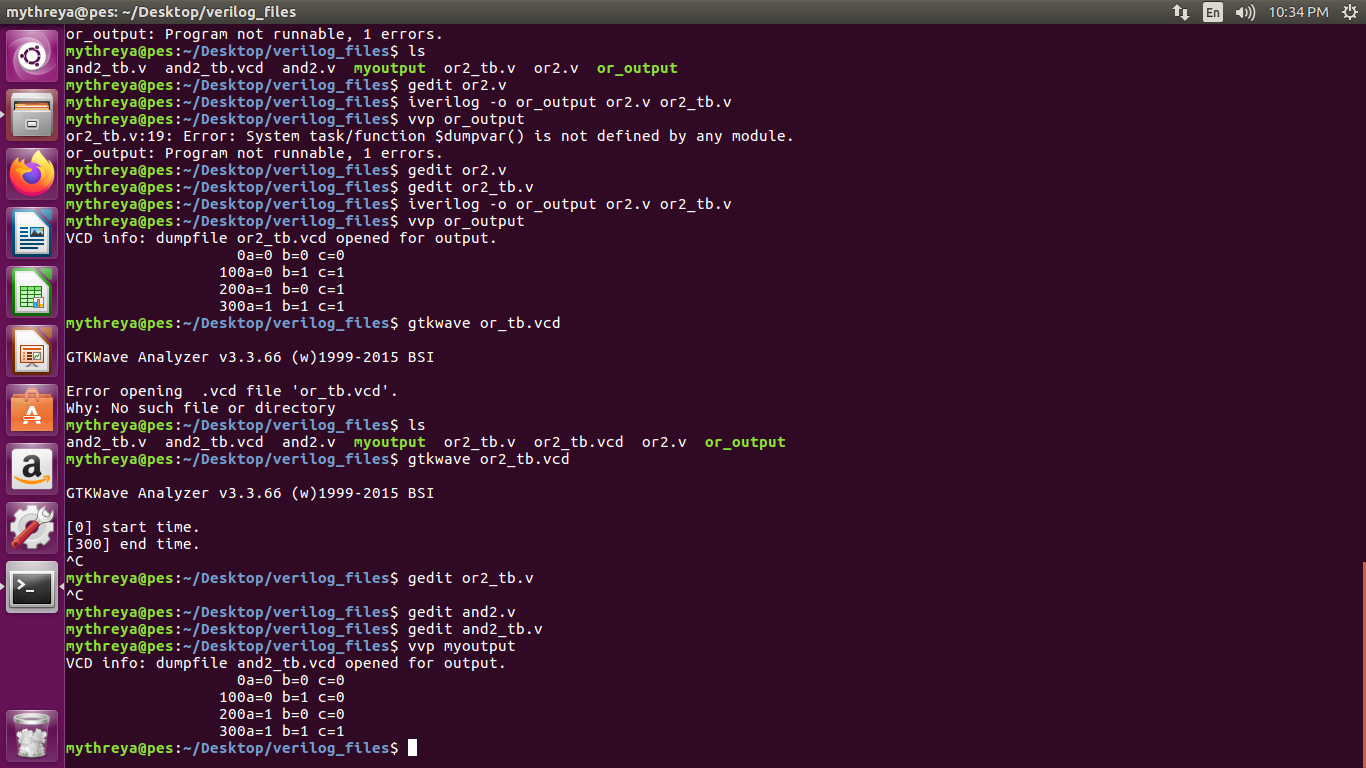 mythreya@pes: ~/Desktop/verilog_files En 10:34 PM
or_output: Program not runnable, 1 errors.
mythreya@pes:~/Desktop/verilog_files$ ls
and2_tb.v  and2_tb.vcd  and2.v  myoutput  or2_tb.v  or2.v  or_output
mythreya@pes:~/Desktop/verilog_files$ gedit or2.v
mythreya@pes:~/Desktop/verilog_files$ iverilog -o or_output or2.v or2_tb.v
mythreya@pes:~/Desktop/verilog_files$ vvp or_output
or2_tb.v:19: Error: System task/function $dumpvar() is not defined by any module.
or_output: Program not runnable, 1 errors.
mythreya@pes:~/Desktop/verilog_files$ gedit or2.v
mythreya@pes:~/Desktop/verilog_files$ gedit or2_tb.v
mythreya@pes:~/Desktop/verilog_files$ iverilog -o or_output or2.v or2_tb.v
mythreya@pes:~/Desktop/verilog_files$ vvp or_output
VCD info: dumpfile or2_tb.vcd opened for output.
                   0a=0 b=0 c=0
                 100a=0 b=1 c=1
                 200a=1 b=0 c=1
                 300a=1 b=1 c=1
mythreya@pes:~/Desktop/verilog_files$ gtkwave or_tb.vcd
GTKWave Analyzer v3.3.66 (w)1999-2015 BSI
Error opening  .vcd file 'or_tb.vcd'.
Why: No such file or directory
mythreya@pes:~/Desktop/verilog_files$ ls
and2_tb.v  and2_tb.vcd  and2.v  myoutput  or2_tb.v  or2_tb.vcd  or2.v  or_output
mythreya@pes:~/Desktop/verilog_files$ gtkwave or2_tb.vcd
GTKWave Analyzer v3.3.66 (w)1999-2015 BSI
[0] start time.
[300] end time.
^C
mythreya@pes:~/Desktop/verilog_files$ gedit or2_tb.v
^C
mythreya@pes:~/Desktop/verilog_files$ gedit and2.v
mythreya@pes:~/Desktop/verilog_files$ gedit and2_tb.v
mythreya@pes:~/Desktop/verilog_files$ vvp myoutput
VCD info: dumpfile and2_tb.vcd opened for output.
                   0a=0 b=0 c=0
                 100a=0 b=1 c=0
                 200a=1 b=0 c=0
                 300a=1 b=1 c=1
mythreya@pes:~/Desktop/verilog_files$